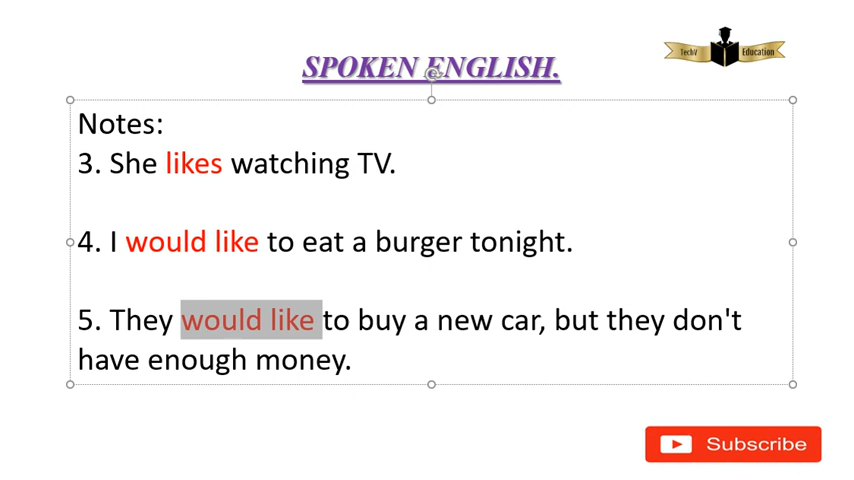 TechV Education
SPOKEN ENGLISH.
Notes:
3. She likes watching TV.
4. I would like to eat a burger tonight.
5. They would like to buy a new car, but they don't
have enough money.
Subscribe